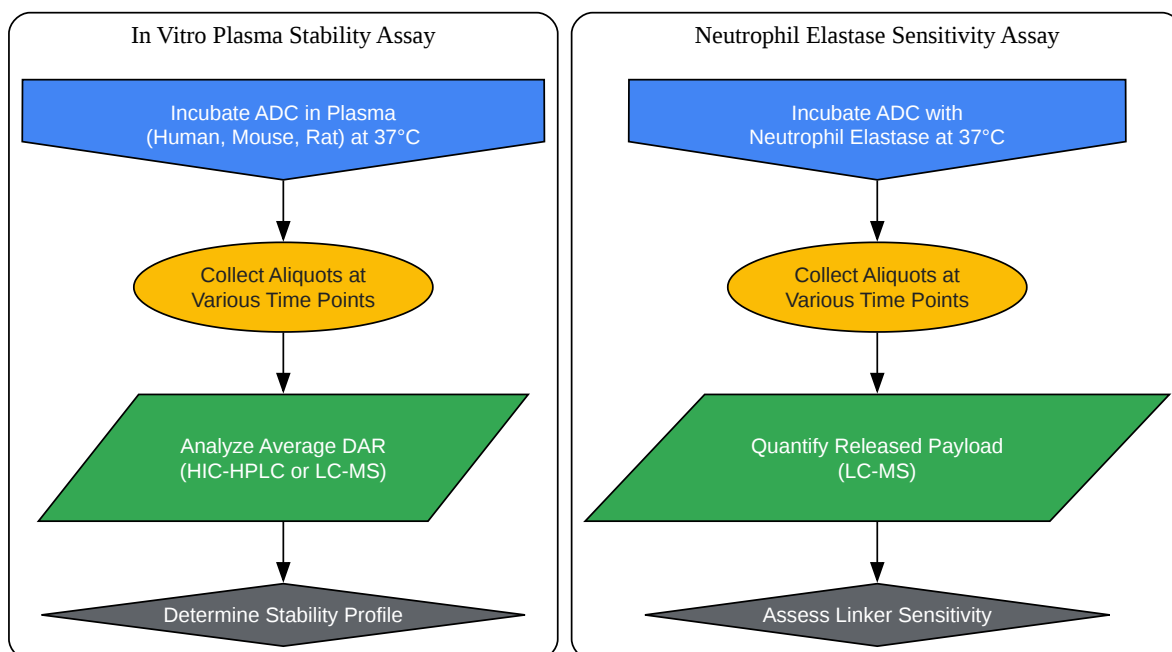 In Vitro Plasma Stability Assay
Incubate ADC in Plasma
(Human, Mouse, Rat) at 37°C
Collect Aliquots at
Various Time Points
Analyze Average DAR
(HIC-HPLC or LC-MS)
Determine Stability Profile
Neutrophil Elastase Sensitivity Assay
Incubate ADC with
Neutrophil Elastase at 37°C
Collect Aliquots at
Various Time Points
Quantify Released Payload
(LC-MS)
Assess Linker Sensitivity